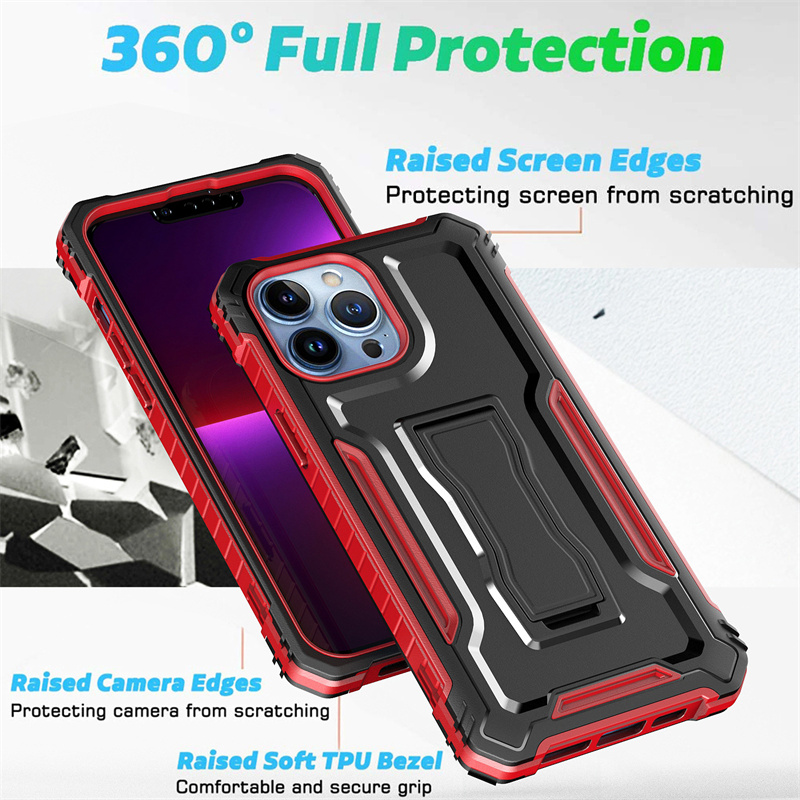 360° Full Protection
Raised Screen Edges
Protecting screen from scratching
Raised Camera Edges
Protecting camera from scratching
Raised Soft TPU Bezel
Comfortable and secure grip